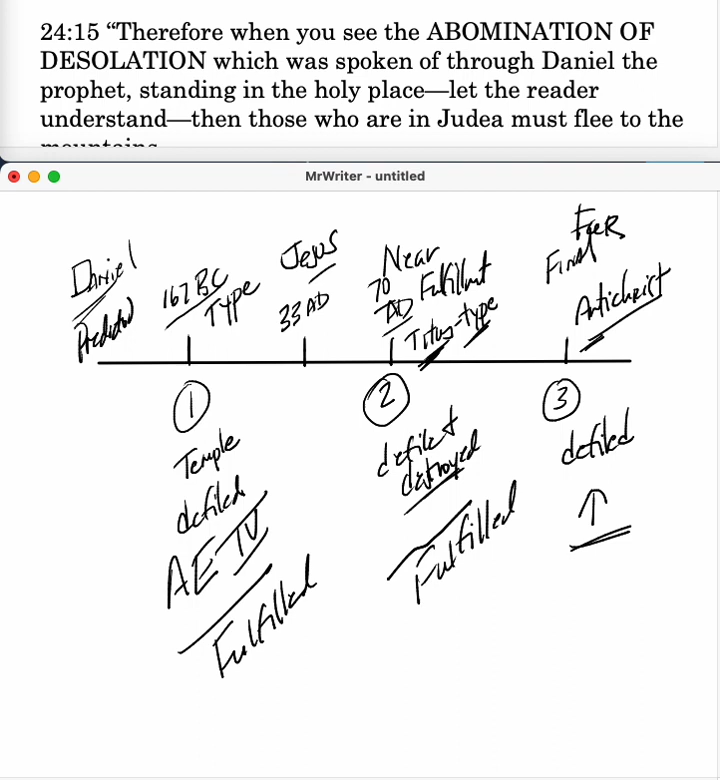 24:15 “Therefore when you see the ABOMINATION OF
DESOLATION which was spoken of through Daniel the
prophet, standing in the holy place—let the reader
understand—then those who are in Judea must flee to the
mountains
MrWriter - untitled
Daniel
Predicted
167 BC
Type
Jesus
33 AD
Near
70
AD
Fulfillment
Titus-type
Final
Antichrist
1
2
3
Temple
defiled
AE IV
Fulfilled
defiled
destroyed
Fulfilled
defiled